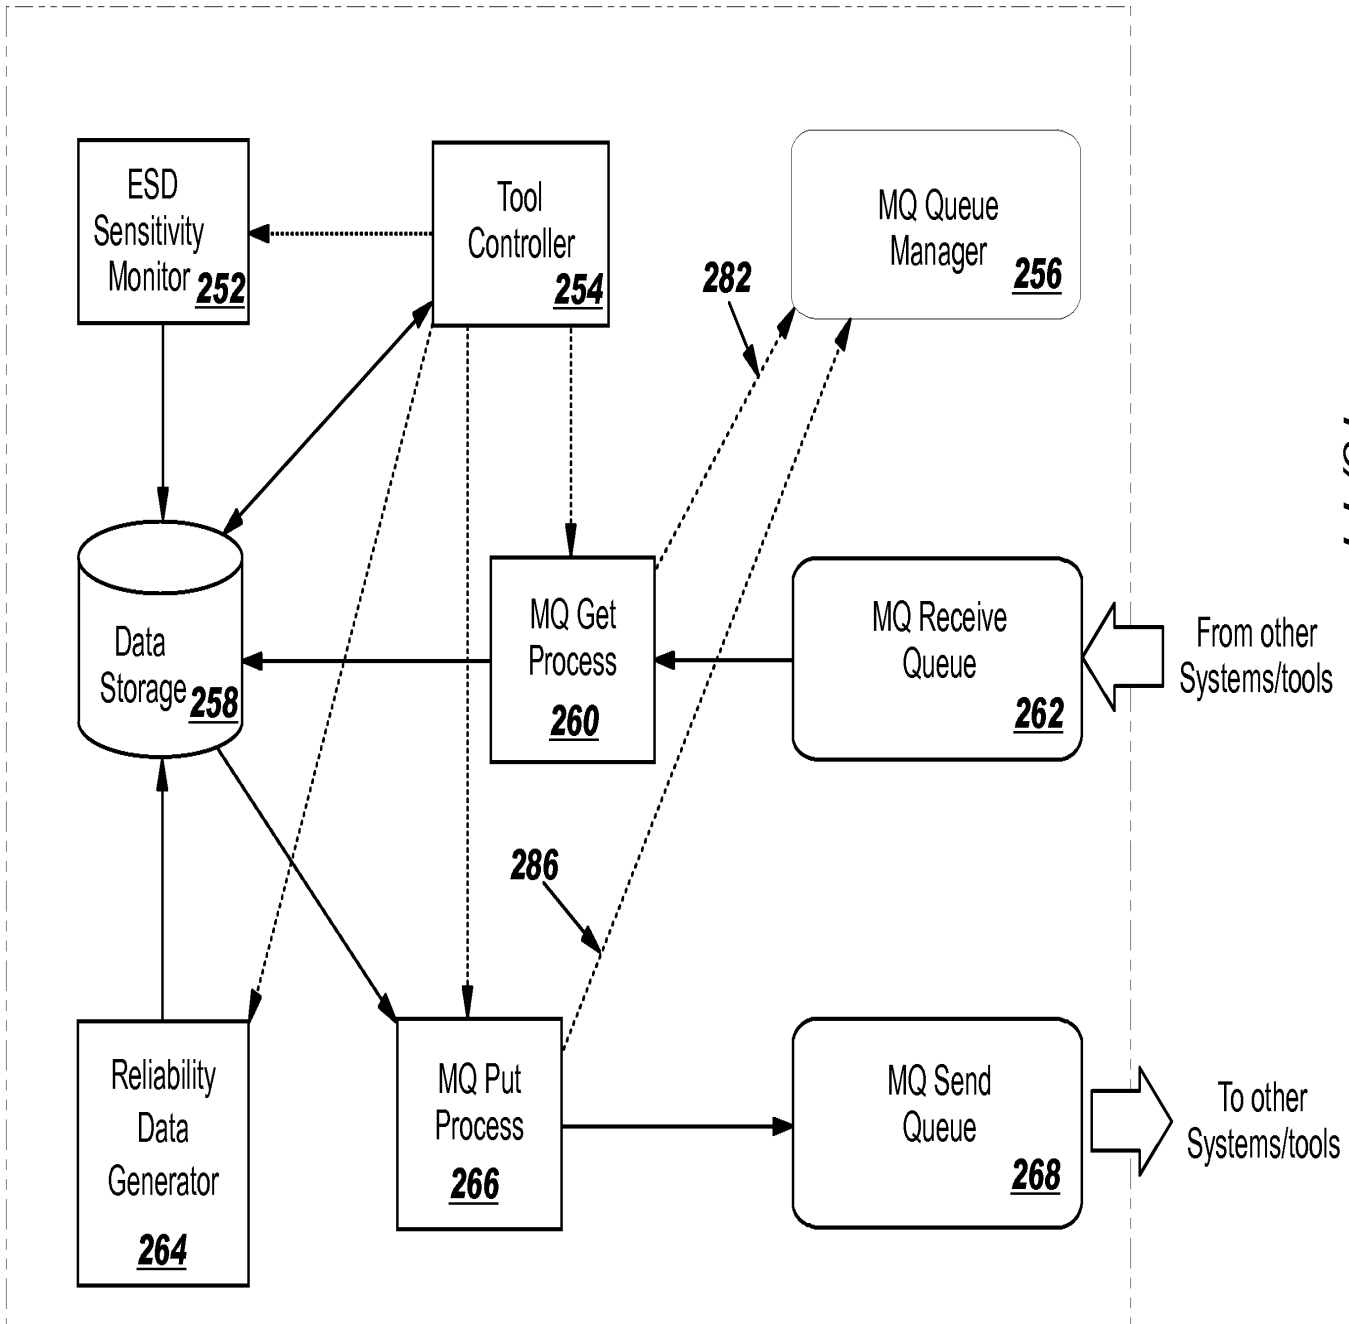 ESD
Sensitivity
Monitor
252
Tool
Controller
254
MQ Queue
Manager
256
282
Data
Storage
258
MQ Get
Process
260
MQ Receive
Queue
262
From other
Systems/tools
286
Reliability
Data
Generator
264
MQ Put
Process
266
MQ Send
Queue
268
To other
Systems/tools